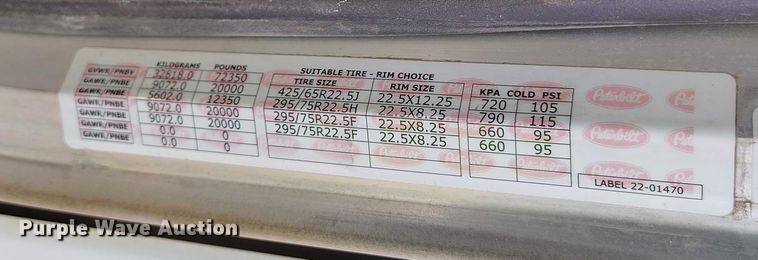 KILOGRAMS POUNDS SUITABLE TIRE - RIM CHOICE
GVWR/PNBV 32818.0 72350 TIRE SIZE RIM SIZE KPA COLD PSI
GAWR/PNBE 9072.0 20000 425/65R22.5J 22.5X12.25 720 105
GAWR/PNBE 5602.0 12350 295/75R22.5H 22.5X8.25 790 115
GAWR/PNBE 9072.0 20000 295/75R22.5F 22.5X8.25 660 95
GAWR/PNBE 9072.0 20000 295/75R22.5F 22.5X8.25 660 95
GAWR/PNBE 0.0 0
0.0 0
Peterbilt
LABEL 22-01470
Purple Wave Auction